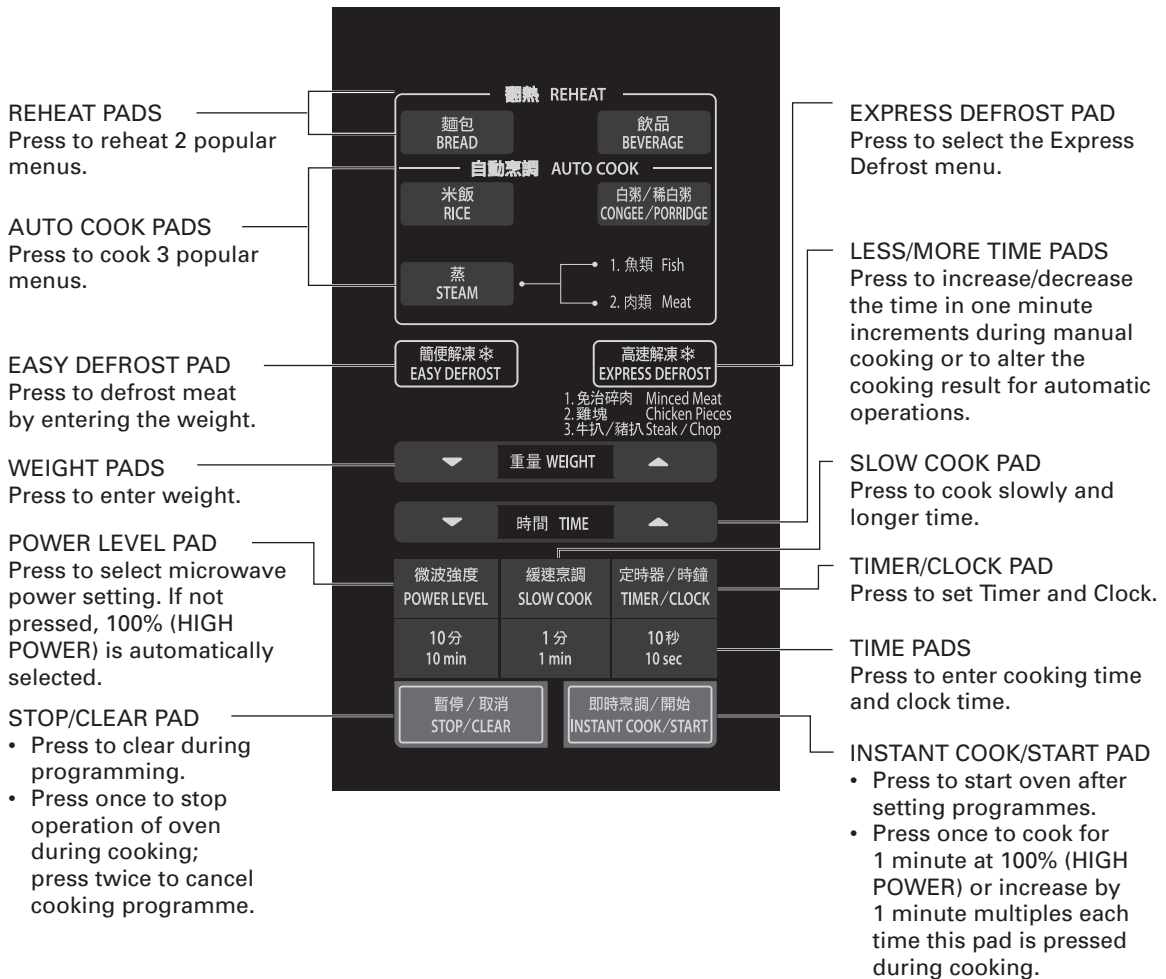 REHEAT PADS
Press to reheat 2 popular
menus.
AUTO COOK PADS
Press to cook 3 popular
menus.
EASY DEFROST PAD
Press to defrost meat
by entering the weight.
WEIGHT PADS
Press to enter weight.
POWER LEVEL PAD
Press to select microwave
power setting. If not
pressed, 100% (HIGH
POWER) is automatically
selected.
STOP/CLEAR PAD
• Press to clear during
programming.
• Press once to stop
operation of oven
during cooking;
press twice to cancel
cooking programme.
翻熱 REHEAT
麵包
BREAD
飲品
BEVERAGE
自動烹調 AUTO COOK
米飯
RICE
白粥/稀白粥
CONGEE/PORRIDGE
蒸
STEAM
1. 魚類 Fish
2. 肉類 Meat
簡便解凍
EASY DEFROST
高速解凍
EXPRESS DEFROST
1. 免治碎肉 Minced Meat
2. 雞塊 Chicken Pieces
3. 牛扒/豬扒 Steak / Chop
重量 WEIGHT
時間 TIME
微波強度
POWER LEVEL
緩速烹調
SLOW COOK
定時器/時鐘
TIMER/CLOCK
10分
10 min
1分
1 min
10秒
10 sec
暫停/取消
STOP/CLEAR
即時烹調/開始
INSTANT COOK/START
EXPRESS DEFROST PAD
Press to select the Express
Defrost menu.
LESS/MORE TIME PADS
Press to increase/decrease
the time in one minute
increments during manual
cooking or to alter the
cooking result for automatic
operations.
SLOW COOK PAD
Press to cook slowly and
longer time.
TIMER/CLOCK PAD
Press to set Timer and Clock.
TIME PADS
Press to enter cooking time
and clock time.
INSTANT COOK/START PAD
• Press to start oven after
setting programmes.
• Press once to cook for
1 minute at 100% (HIGH
POWER) or increase by
1 minute multiples each
time this pad is pressed
during cooking.